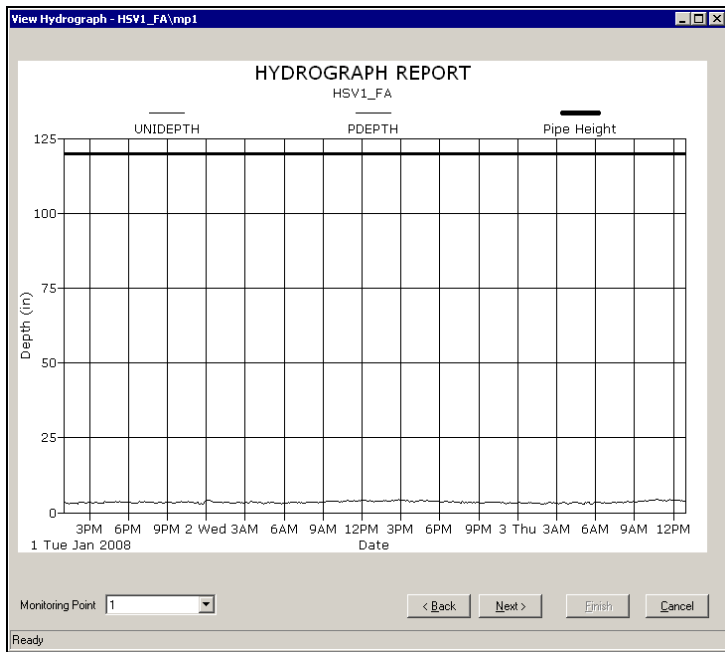 View Hydrograph - HSV1_FA\mp1
HYDROGRAPH REPORT
HSV1_FA
UNIDEPTH PDEPTH Pipe Height
125
100
75
50
25
0
Depth (in)
3PM 6PM 9PM 2 Wed 3AM 6AM 9AM 12PM 3PM 6PM 9PM 3 Thu 3AM 6AM 9AM 12PM
1 Tue Jan 2008 Date
Monitoring Point 1 < Back Next > Finish Cancel
Ready